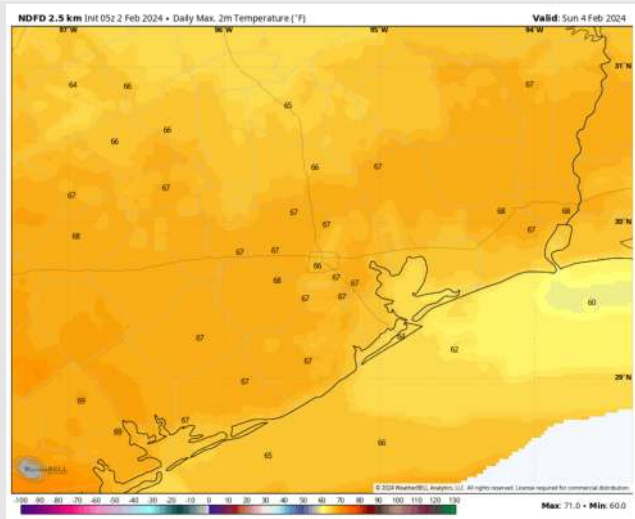 NDFD 2.5 km Init 05z 2 Feb 2024 • Daily Max. 2m Temperature (°F) Valid: Sun 4 Feb 2024
97°W 96°W 95°W 94°W
31°N
64 66 67
65
66
66
66 67
67 67
67 68 68
30°N
67 67
68
67 67
66
68 67 67
67 67
60
67 64
62
67
29°N
67
69
67
69
66
65
WeatherBELL
© 2024 WeatherBELL Analytics, LLC. All rights reserved. License required for commercial distribution.
-100 -90 -80 -70 -60 -50 -40 -30 -20 -10 0 10 20 30 40 50 60 70 80 90 100 110 120 130
Max: 71.0 • Min: 60.0